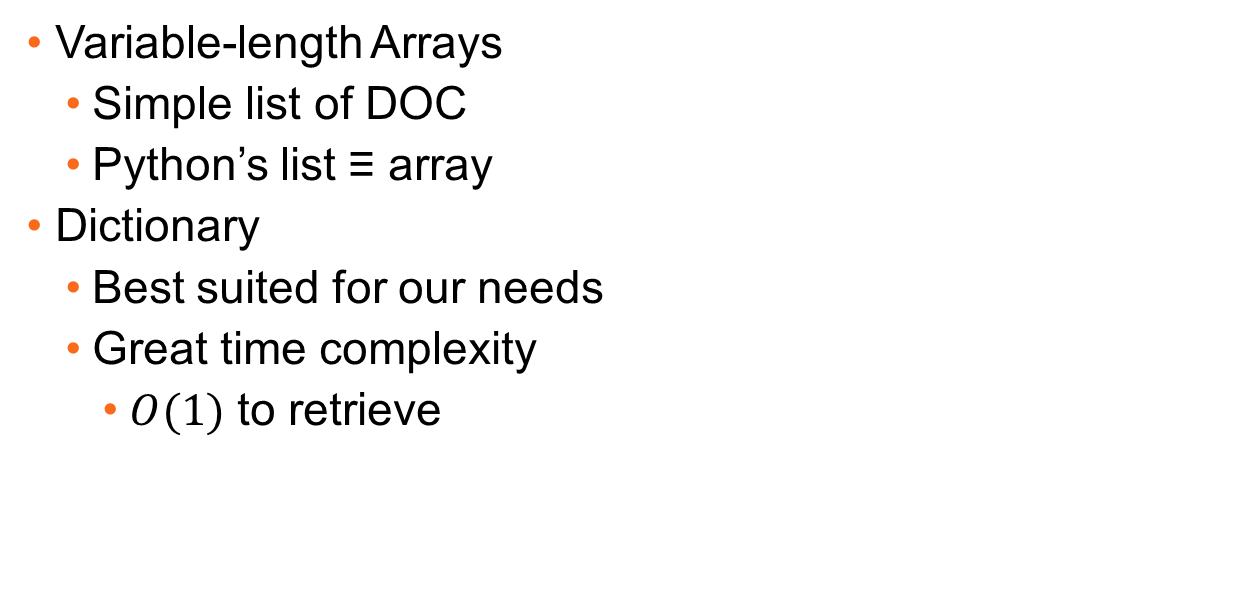 • Variable-length Arrays
• Simple list of DOC
• Python’s list ≡ array
• Dictionary
• Best suited for our needs
• Great time complexity
• O(1) to retrieve